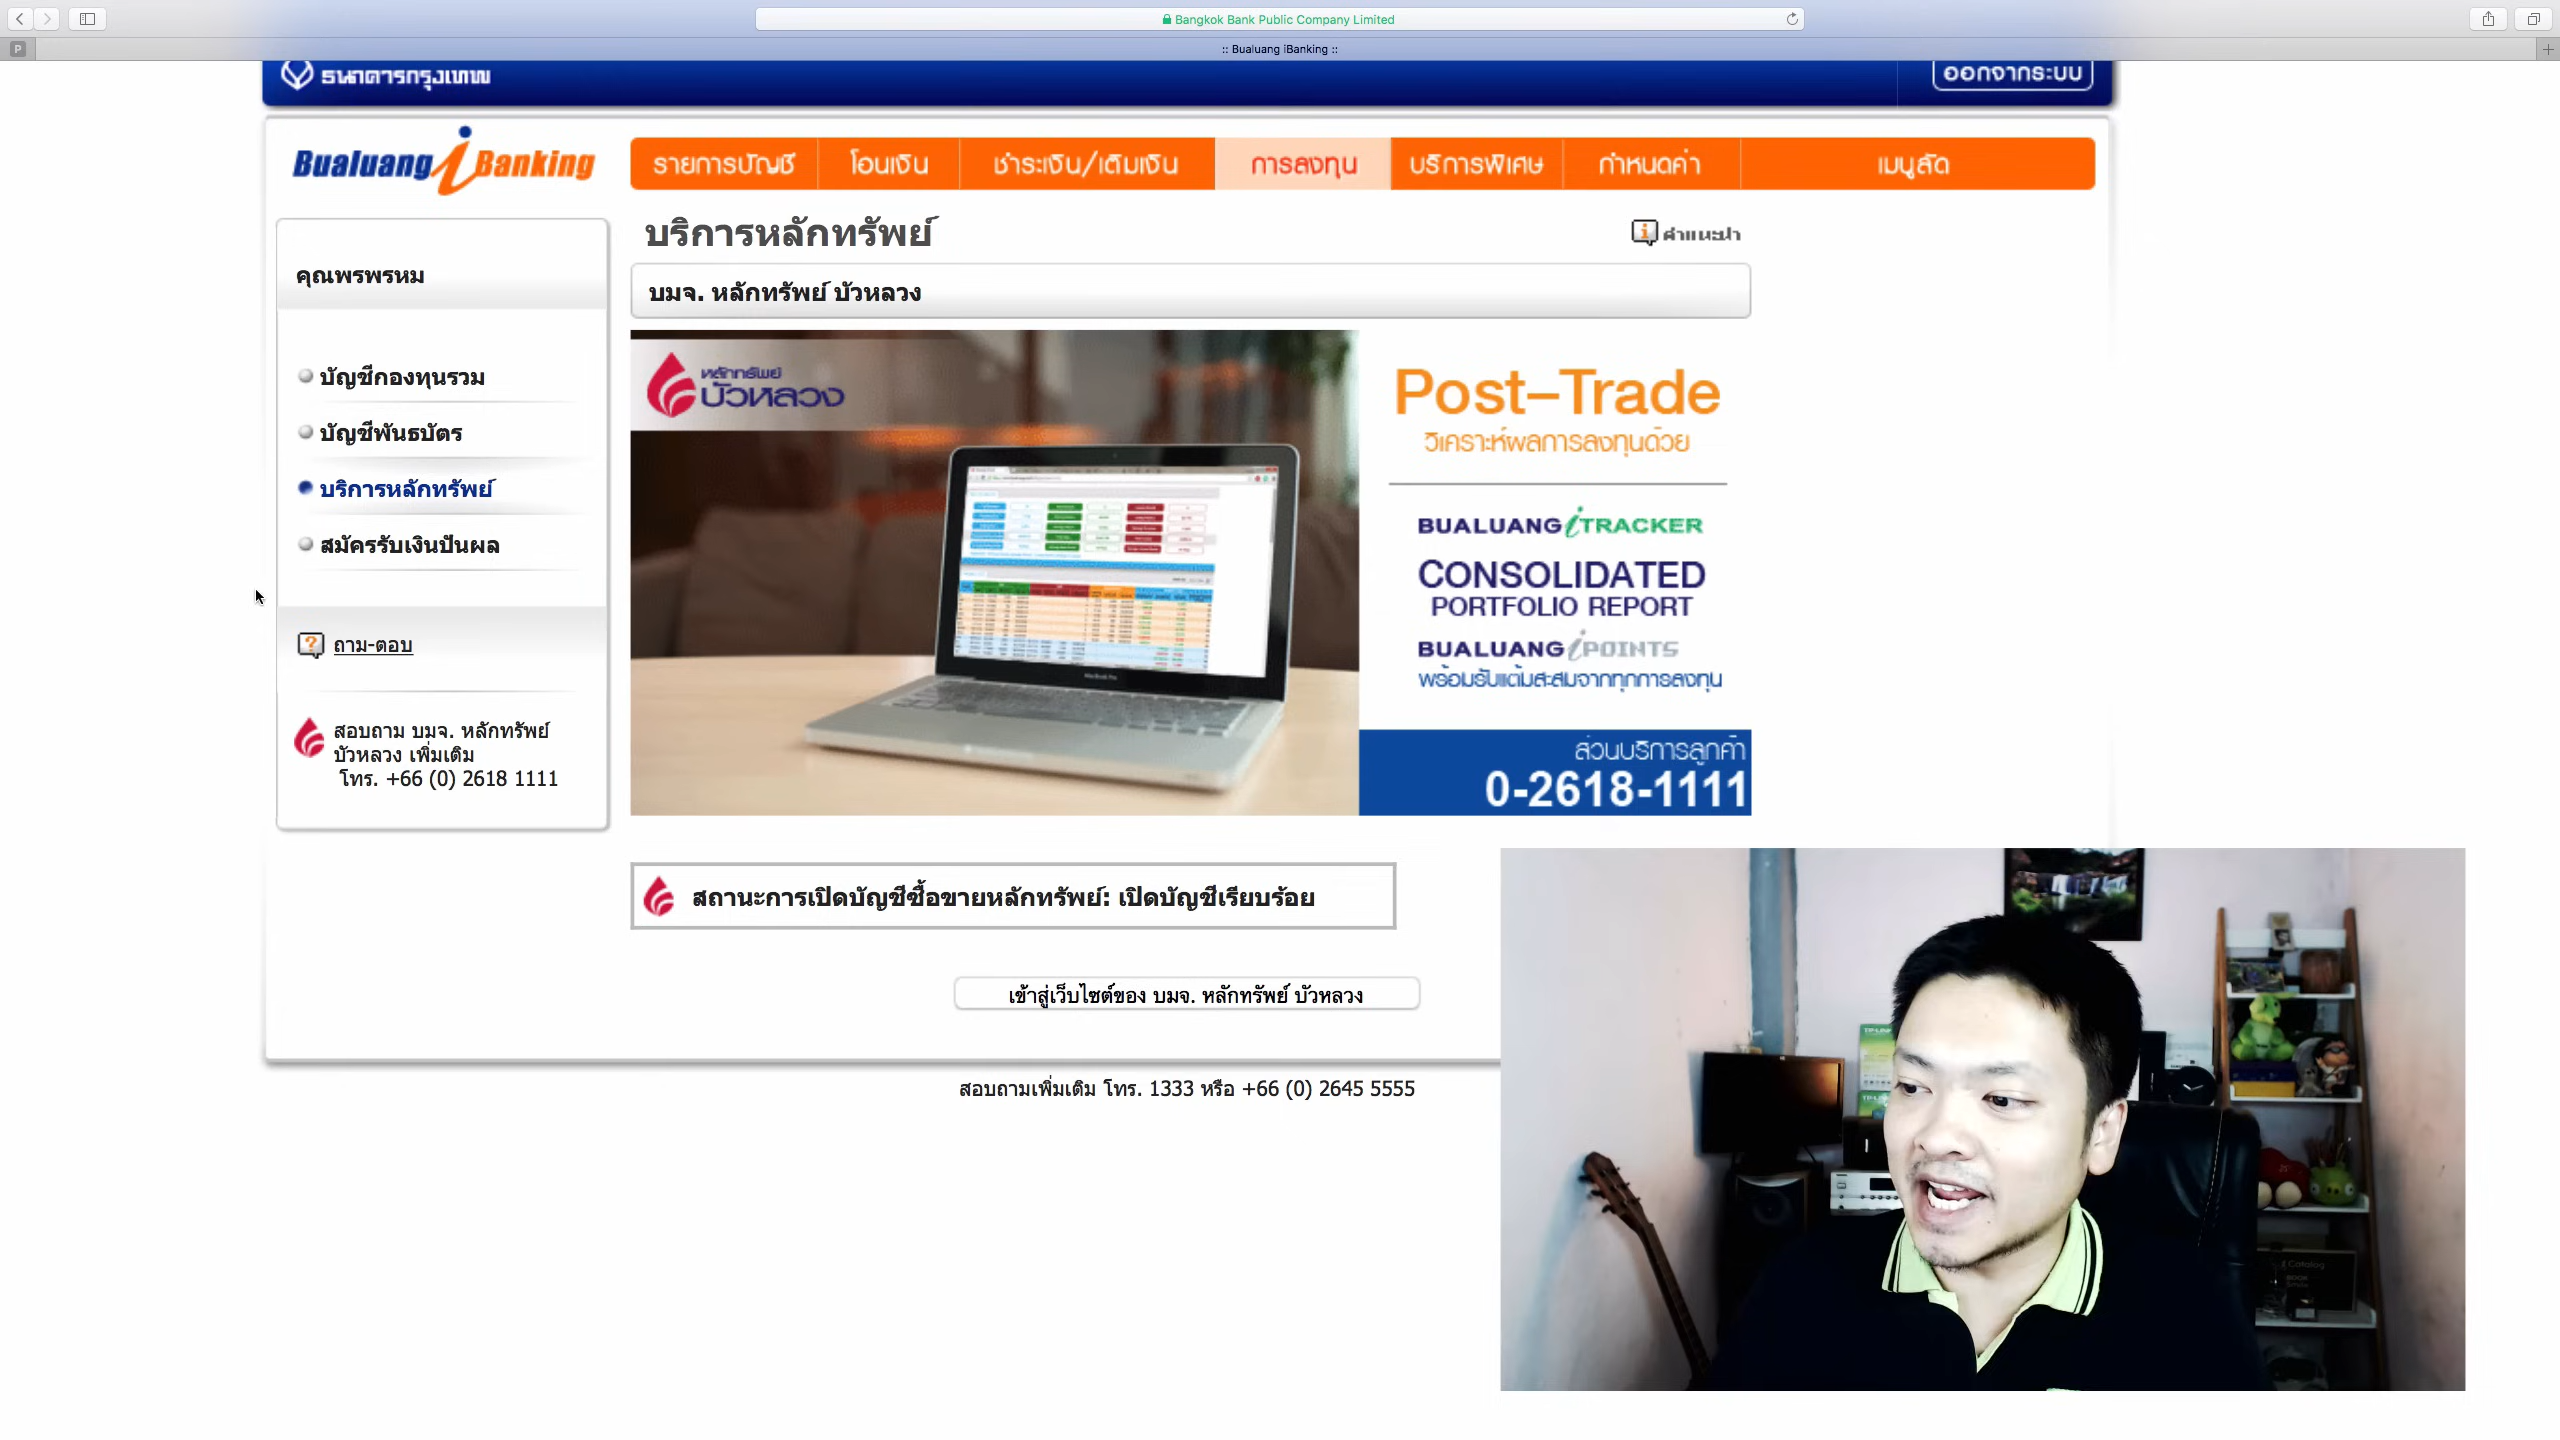 Bangkok Bank Public Company Limited
P
:: Bualuang iBanking ::
ธนาคารกรุงเทพ
ออกจากระบบ
Bualuang iBanking
รายการบัญชี
โอนเงิน
ชำระเงิน/เติมเงิน
การลงทุน
บริการพิเศษ
กำหนดค่า
เมนูลัด
คุณพรพรหม
บัญชีกองทุนรวม
บัญชีพันธบัตร
บริการหลักทรัพย์
สมัครรับเงินปันผล
ถาม-ตอบ
สอบถาม บมจ. หลักทรัพย์
บัวหลวง เพิ่มเติม
โทร. +66 (0) 2618 1111
บริการหลักทรัพย์
คำแนะนำ
บมจ. หลักทรัพย์ บัวหลวง
หลักทรัพย์
บัวหลวง
MacBook Pro
Post-Trade
วิเคราะห์ผลการลงทุนด้วย
BUALUANG iTRACKER
CONSOLIDATED
PORTFOLIO REPORT
BUALUANG iPOINTS
พร้อมรับแต้มสะสมจากทุกการลงทุน
ส่วนบริการลูกค้า
0-2618-1111
สถานะการเปิดบัญชีซื้อขายหลักทรัพย์: เปิดบัญชีเรียบร้อย
เข้าสู่เว็บไซต์ของ บมจ. หลักทรัพย์ บัวหลวง
สอบถามเพิ่มเติม โทร. 1333 หรือ +66 (0) 2645 5555
TP-LINK
TP-LINK
Catalog